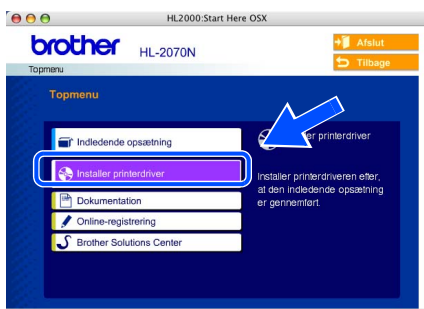 HL2000:Start Here OSX
brother
HL-2070N
Afslut
Tilbage
Topmenu
Topmenu
Indledende opsætning
Installer printerdriver
Dokumentation
Online-registrering
Brother Solutions Center
printerdriver
Installer printerdriveren efter,
at den indledende opsætning
er gennemført.